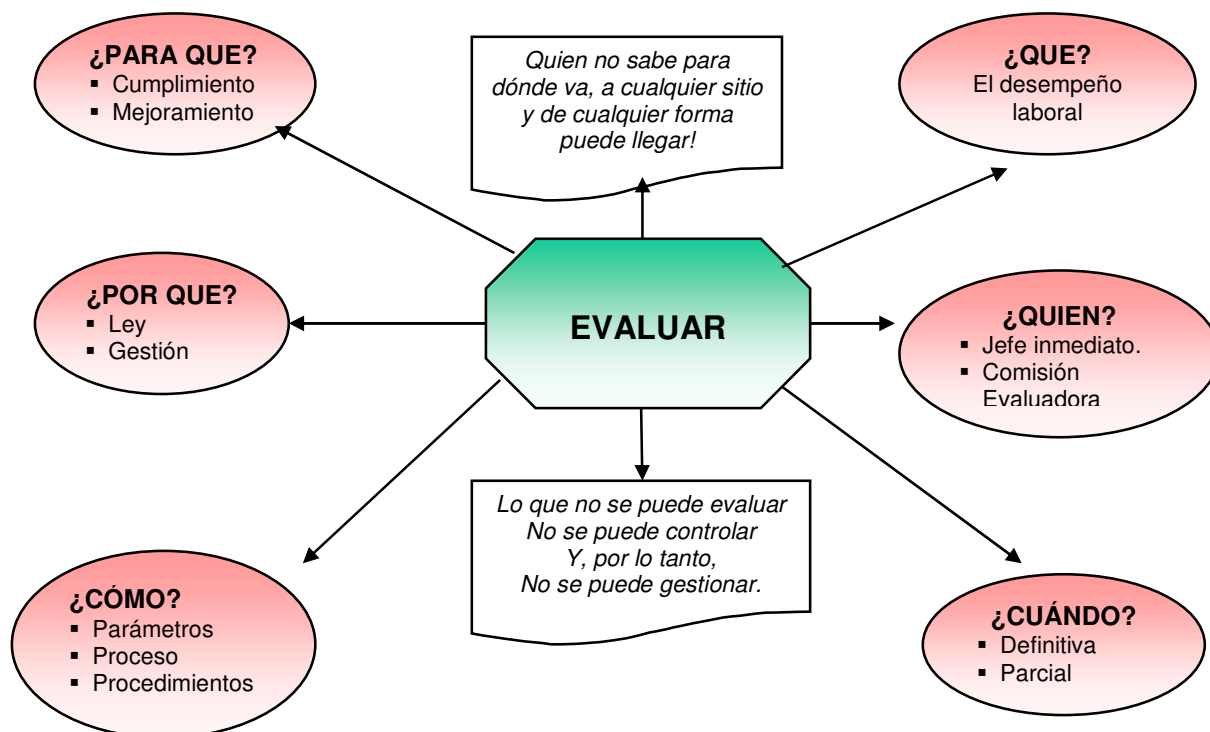 ¿PARA QUE?
▪ Cumplimiento
▪ Mejoramiento
Quien no sabe para
dónde va, a cualquier sitio
y de cualquier forma
puede llegar!
¿QUE?
El desempeño
laboral
¿POR QUE?
▪ Ley
▪ Gestión
EVALUAR
¿QUIEN?
▪ Jefe inmediato.
▪ Comisión
Evaluadora
¿CÓMO?
▪ Parámetros
▪ Proceso
▪ Procedimientos
Lo que no se puede evaluar
No se puede controlar
Y, por lo tanto,
No se puede gestionar.
¿CUÁNDO?
▪ Definitiva
▪ Parcial